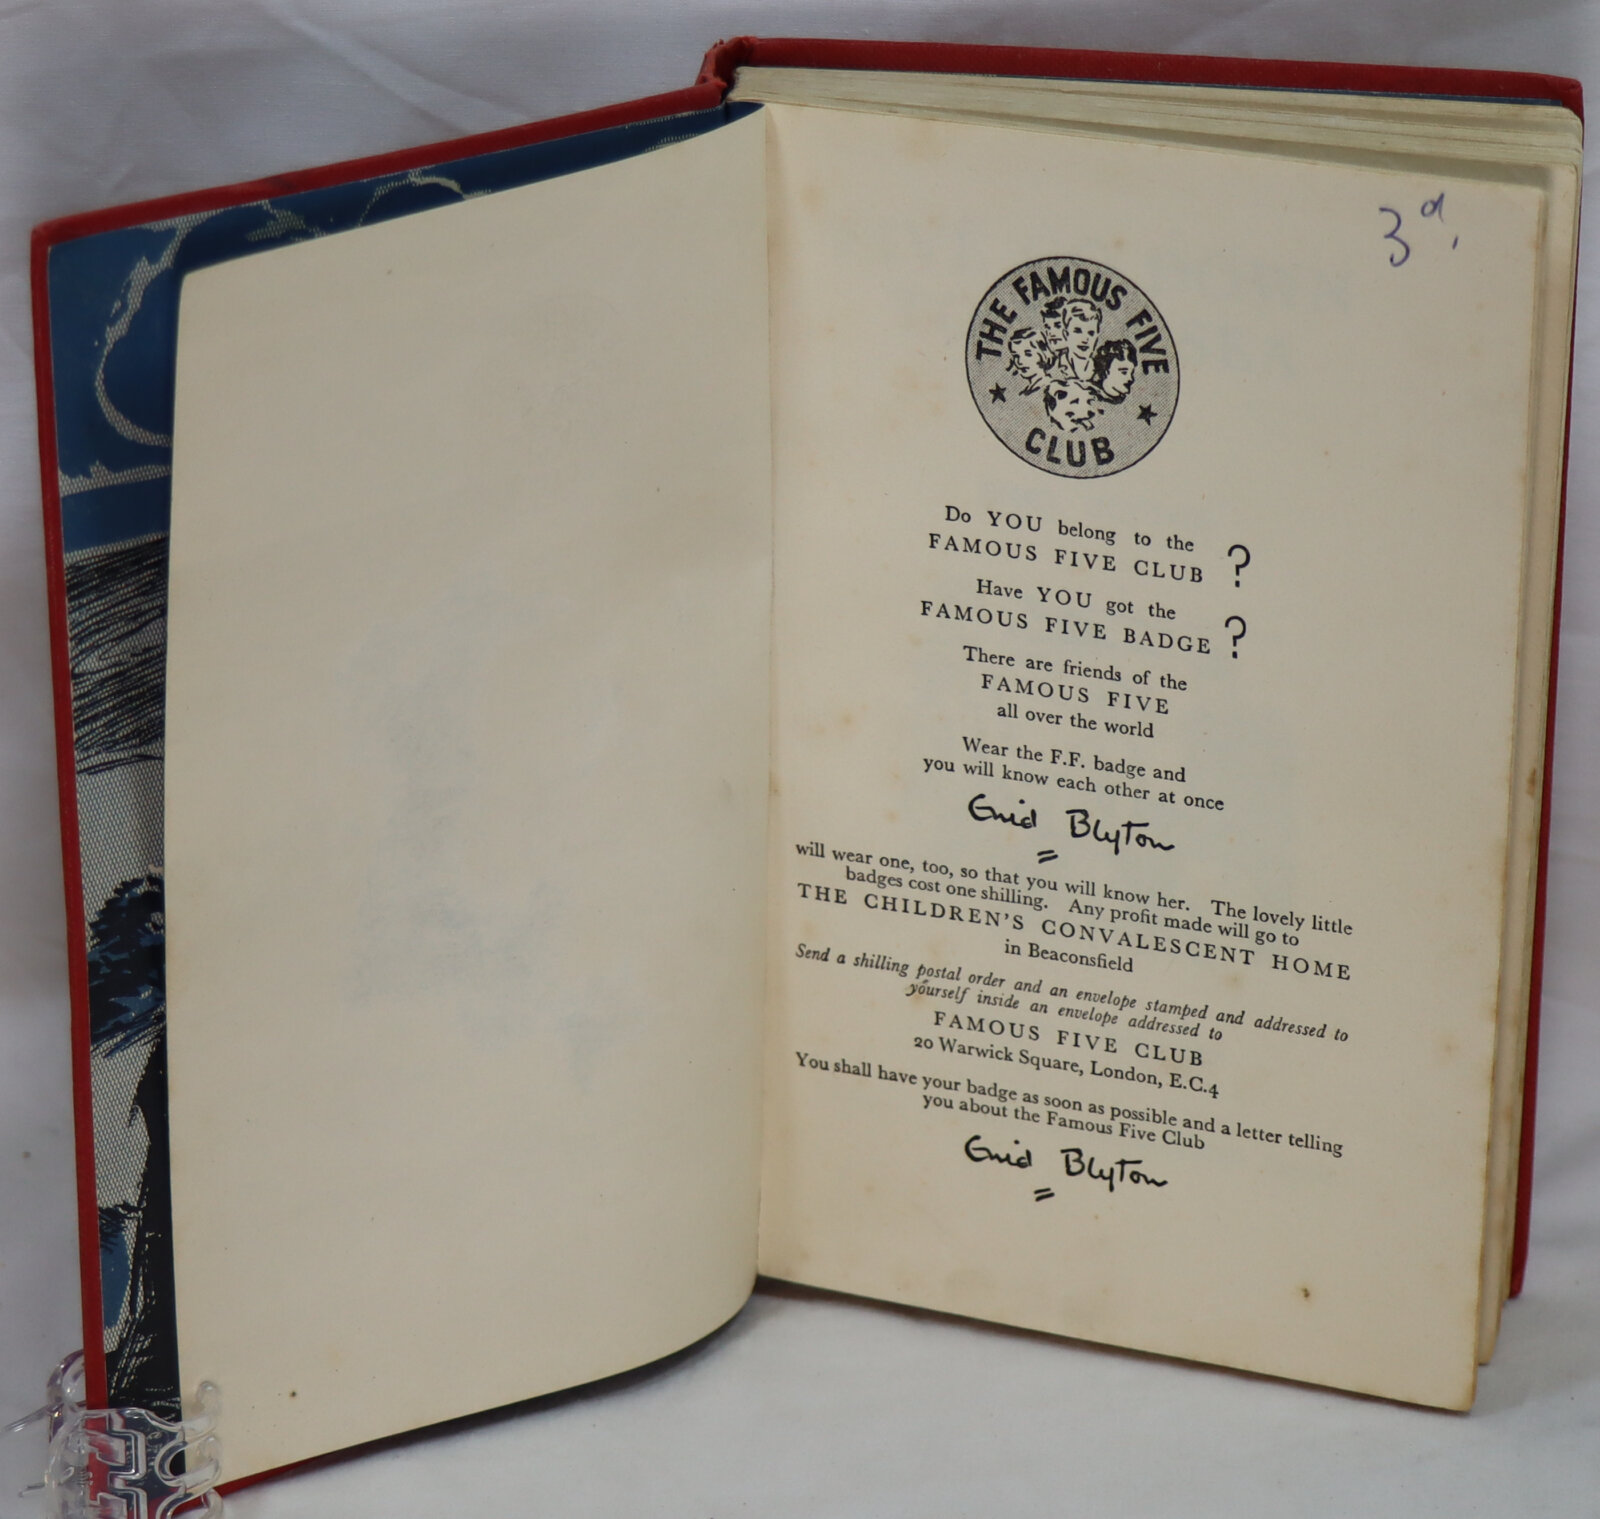 3d.
THE FAMOUS FIVE
CLUB
Do YOU belong to the
FAMOUS FIVE CLUB ?
Have YOU got the
FAMOUS FIVE BADGE ?
There are friends of the
FAMOUS FIVE
all over the world
Wear the F.F. badge and
you will know each other at once
Enid Blyton
will wear one, too, so that you will know her. The lovely little
badges cost one shilling. Any profit made will go to
THE CHILDREN'S CONVALESCENT HOME
in Beaconsfield
Send a shilling postal order and an envelope stamped and addressed to
yourself inside an envelope addressed to
FAMOUS FIVE CLUB
20 Warwick Square, London, E.C.4
You shall have your badge as soon as possible and a letter telling
you about the Famous Five Club
Enid Blyton